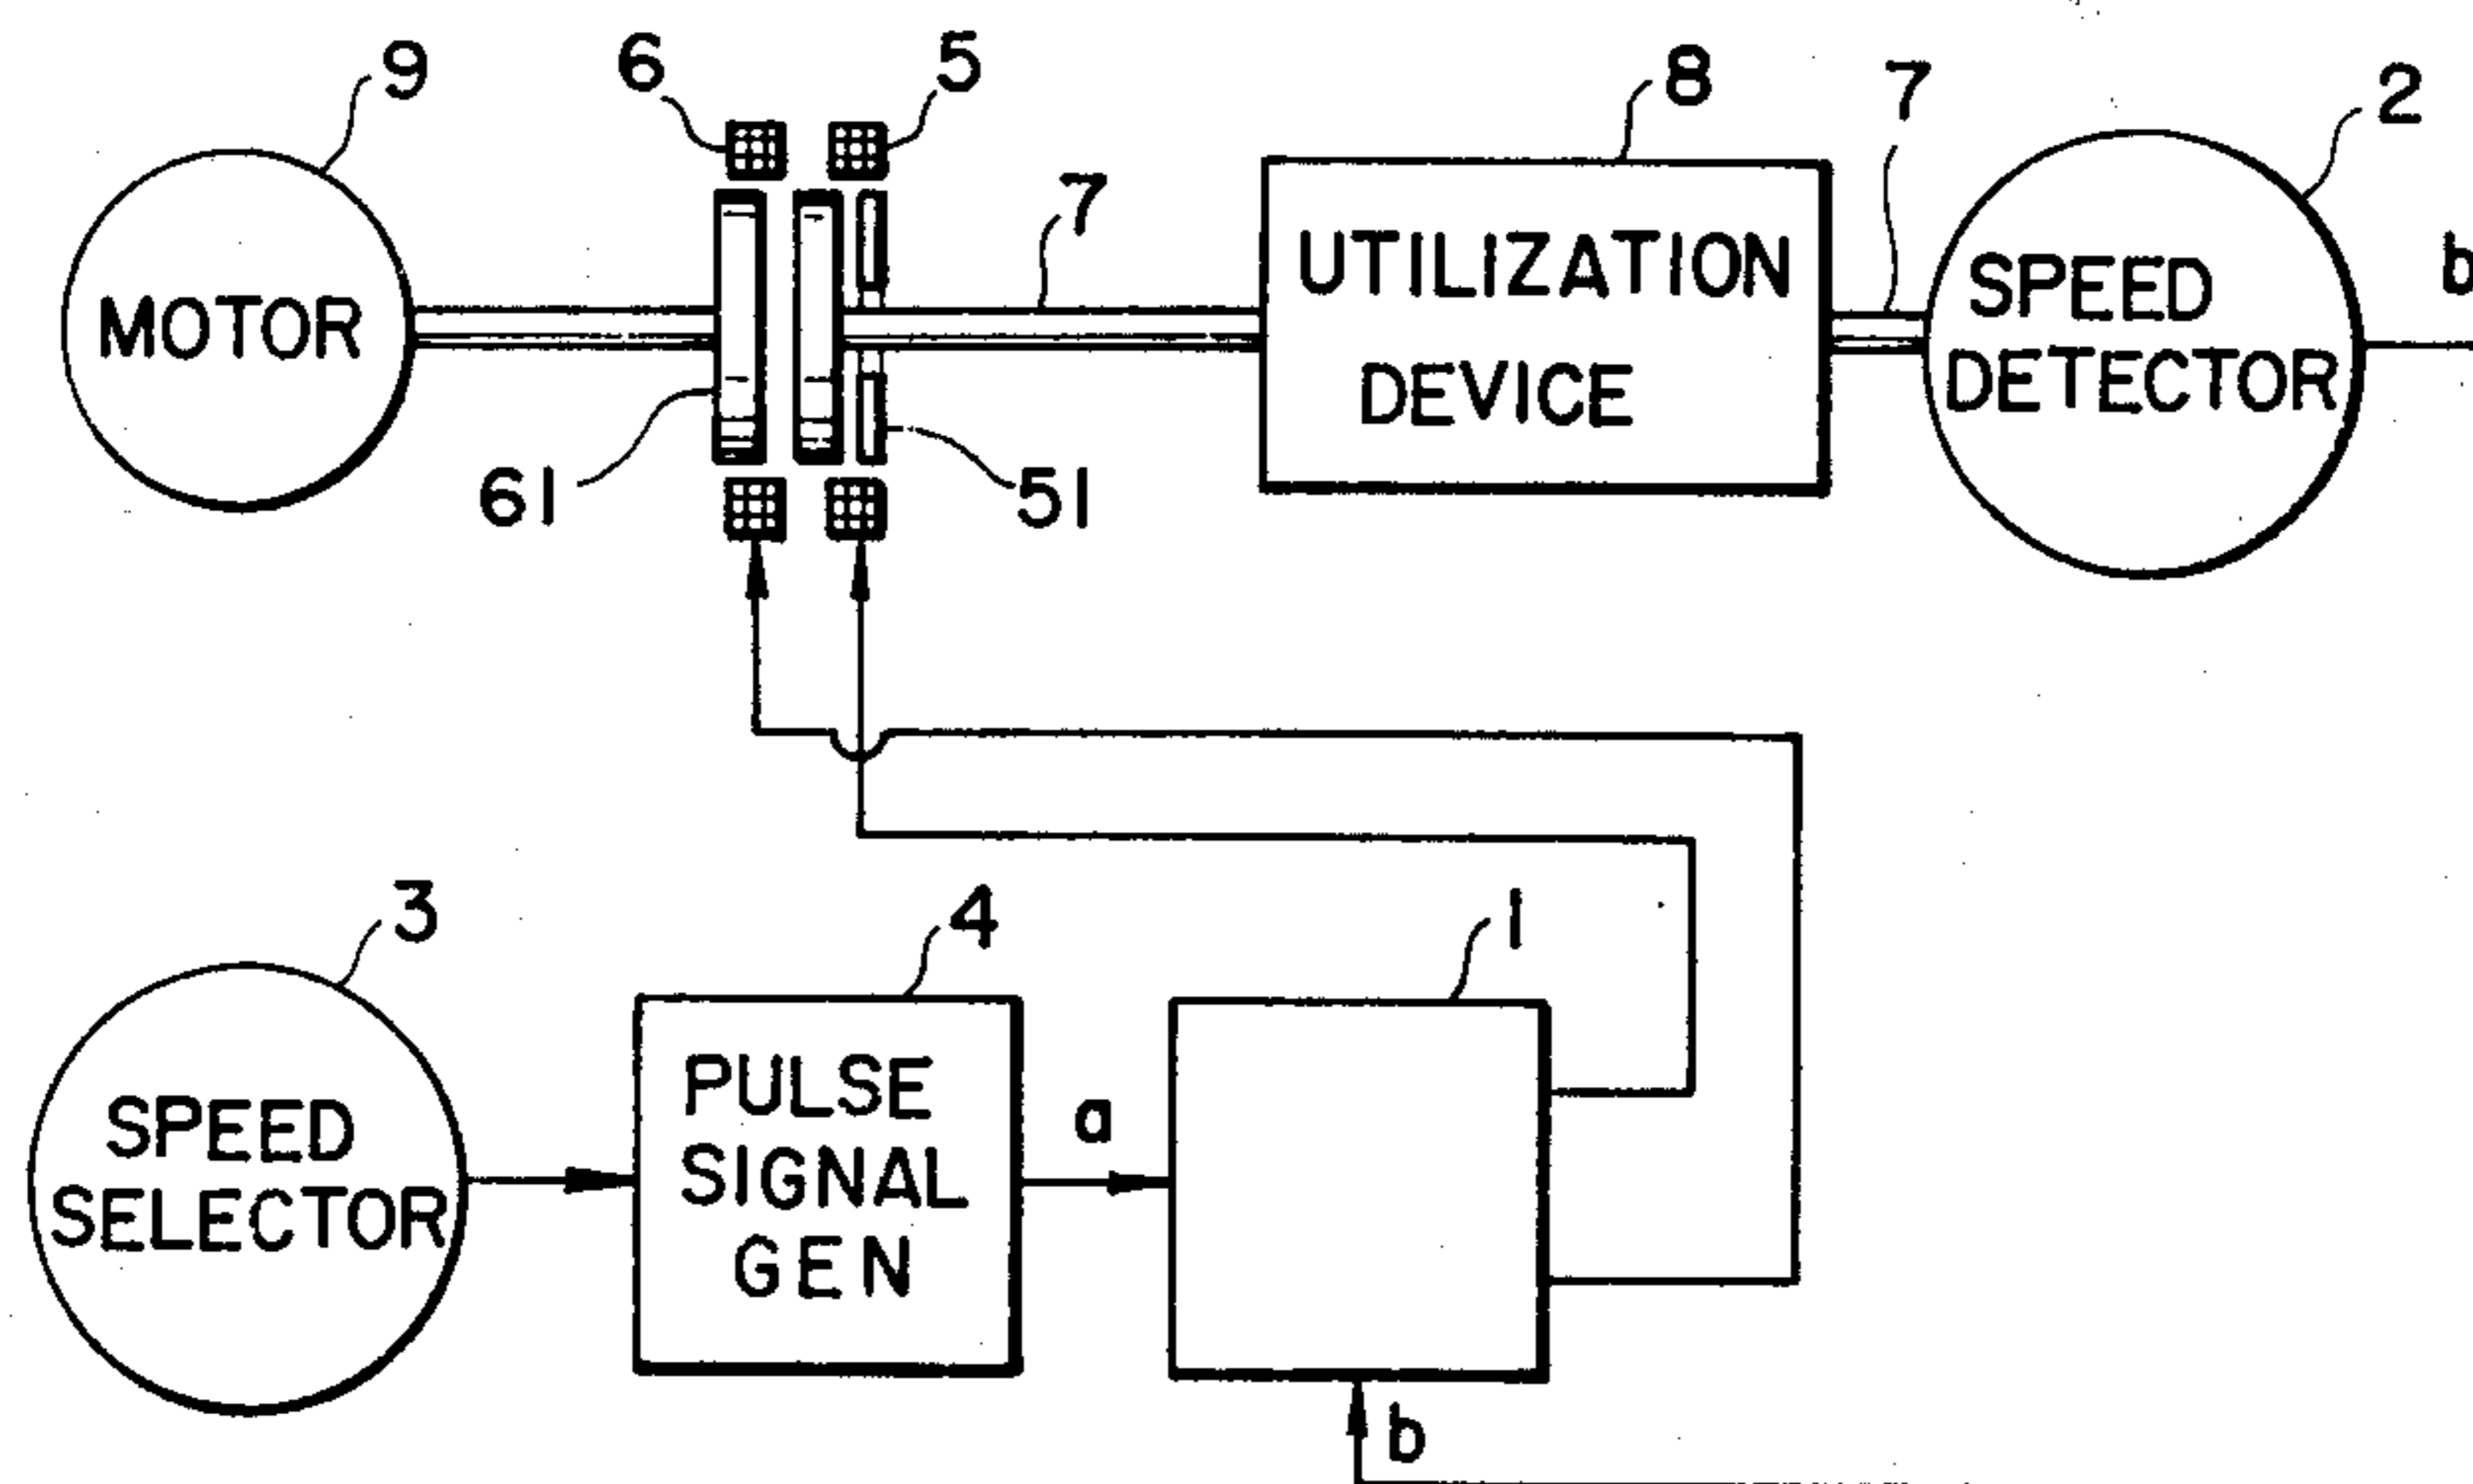 9
6
5
8
7
2
7
MOTOR
UTILIZATION
DEVICE
SPEED
DETECTOR
b
61
51
3
4
1
SPEED
SELECTOR
PULSE
SIGNAL
GEN
a
b